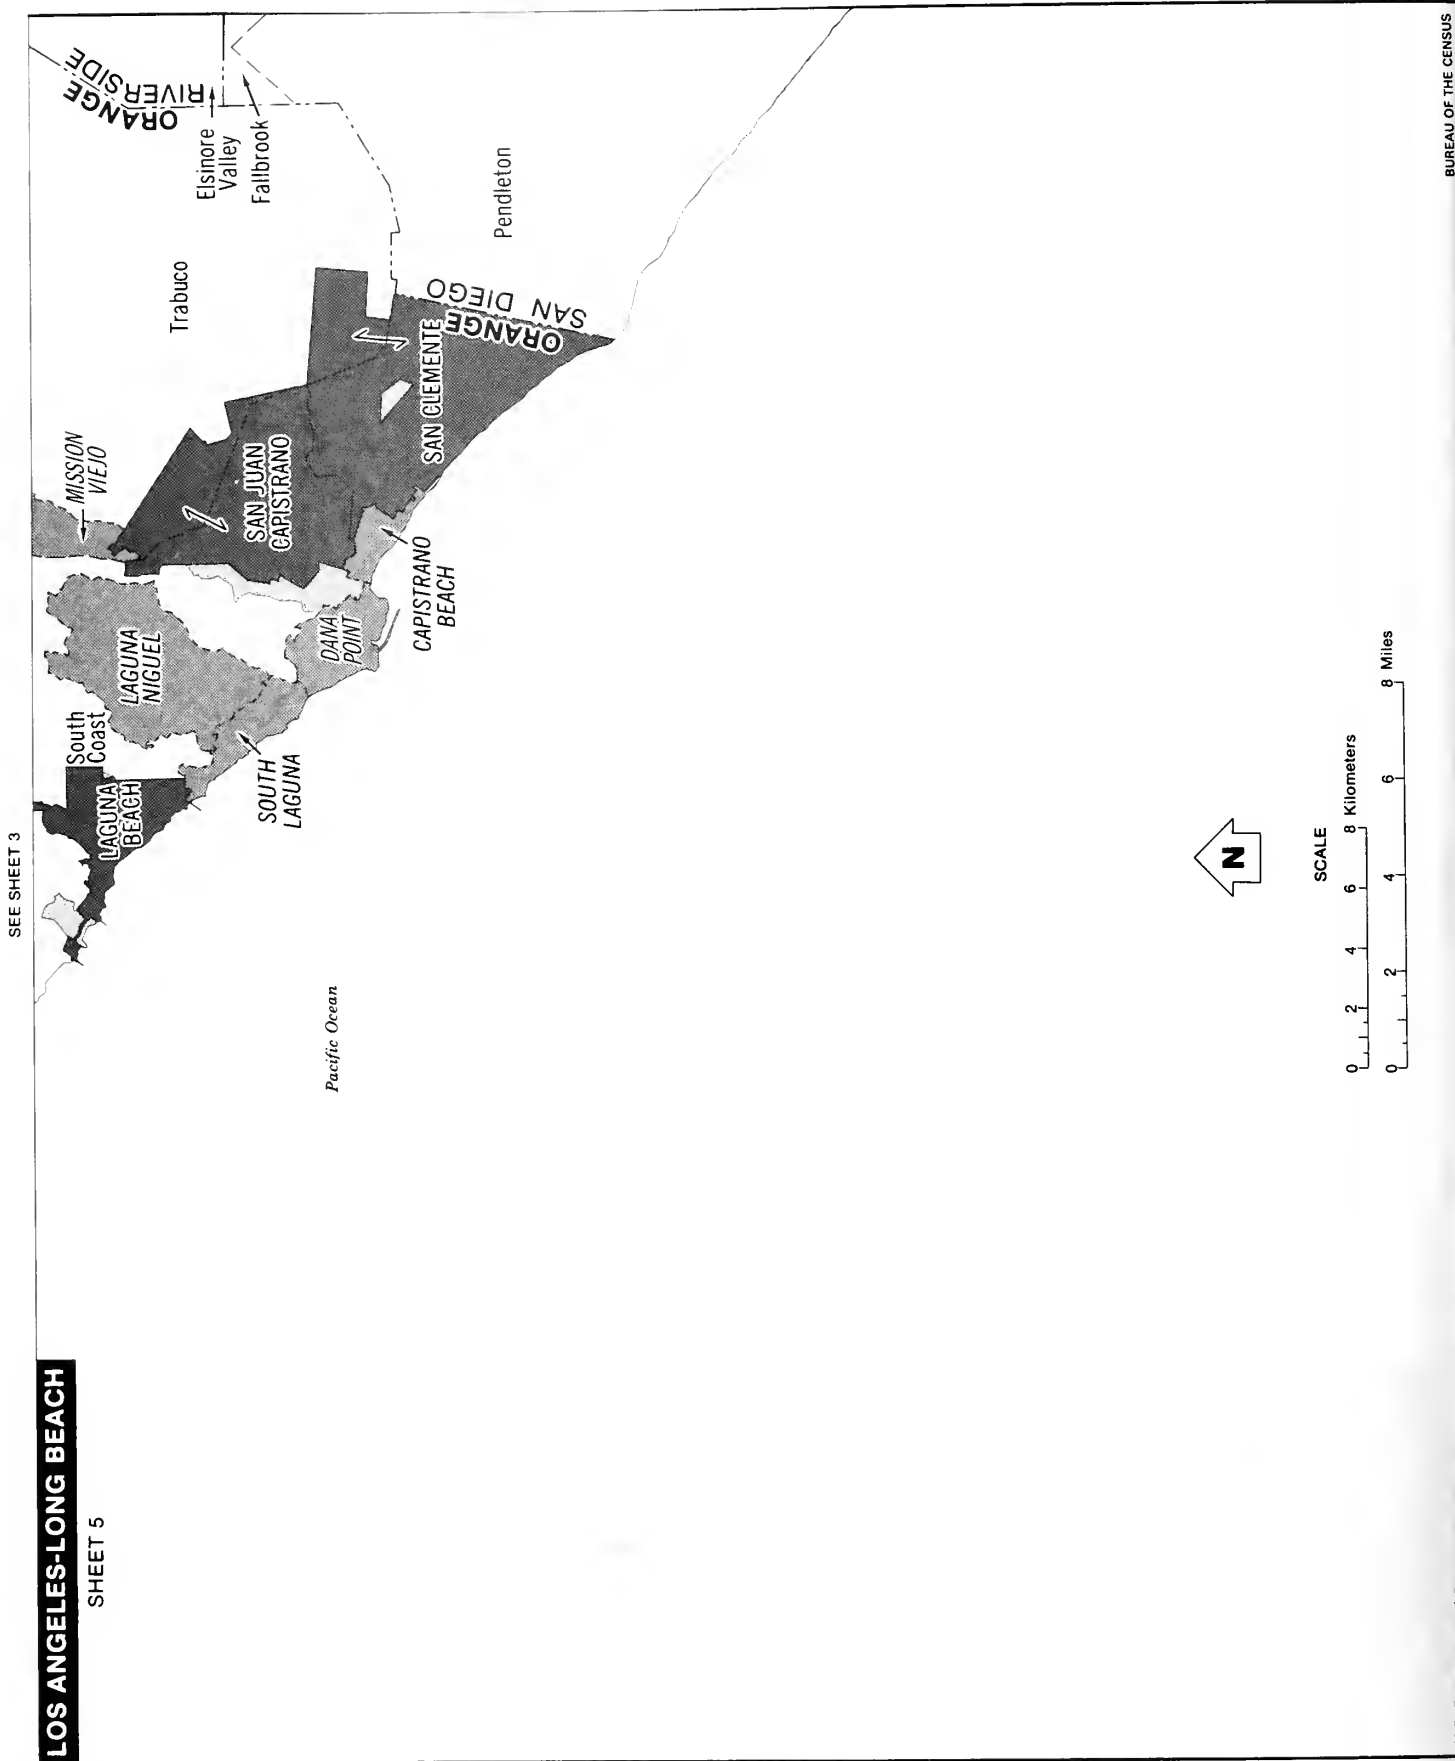 LOS ANGELES-LONG BEACH
SHEET 5
SEE SHEET 3
ORANGE
RIVERSIDE
Elsinore
Valley
Fallbrook
Trabuco
Pendleton
MISSION
VIEJO
SAN JUAN
CAPISTRANO
SAN CLEMENTE
ORANGE
SAN DIEGO
LAGUNA
NIGUEL
South
Coast
LAGUNA
BEACH
SOUTH
LAGUNA
DANA
POINT
CAPISTRANO
BEACH
Pacific Ocean
N
SCALE
0 2 4 6 8 Kilometers
0 2 4 6 8 Miles
BUREAU OF THE CENSUS